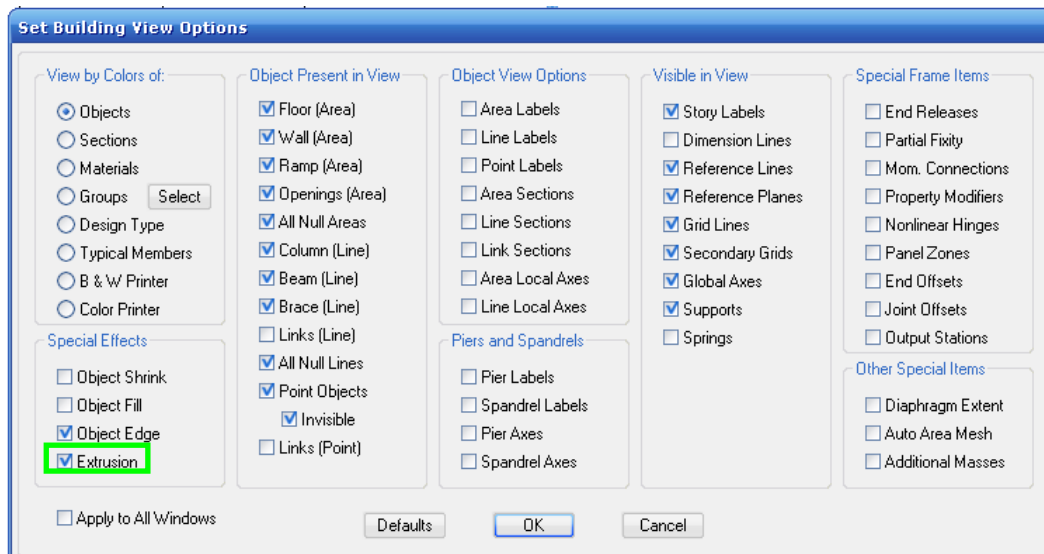 Set Building View Options
View by Colors of:
Objects
Sections
Materials
Groups Select
Design Type
Typical Members
B & W Printer
Color Printer
Special Effects
Object Shrink
Object Fill
Object Edge
Extrusion
Apply to All Windows
Object Present in View
Floor (Area)
Wall (Area)
Ramp (Area)
Openings (Area)
All Null Areas
Column (Line)
Beam (Line)
Brace (Line)
Links (Line)
All Null Lines
Point Objects
Invisible
Links (Point)
Object View Options
Area Labels
Line Labels
Point Labels
Area Sections
Line Sections
Link Sections
Area Local Axes
Line Local Axes
Piers and Spandrels
Pier Labels
Spandrel Labels
Pier Axes
Spandrel Axes
Visible in View
Story Labels
Dimension Lines
Reference Lines
Reference Planes
Grid Lines
Secondary Grids
Global Axes
Supports
Springs
Special Frame Items
End Releases
Partial Fixity
Mom. Connections
Property Modifiers
Nonlinear Hinges
Panel Zones
End Offsets
Joint Offsets
Output Stations
Other Special Items
Diaphragm Extent
Auto Area Mesh
Additional Masses
Defaults OK Cancel